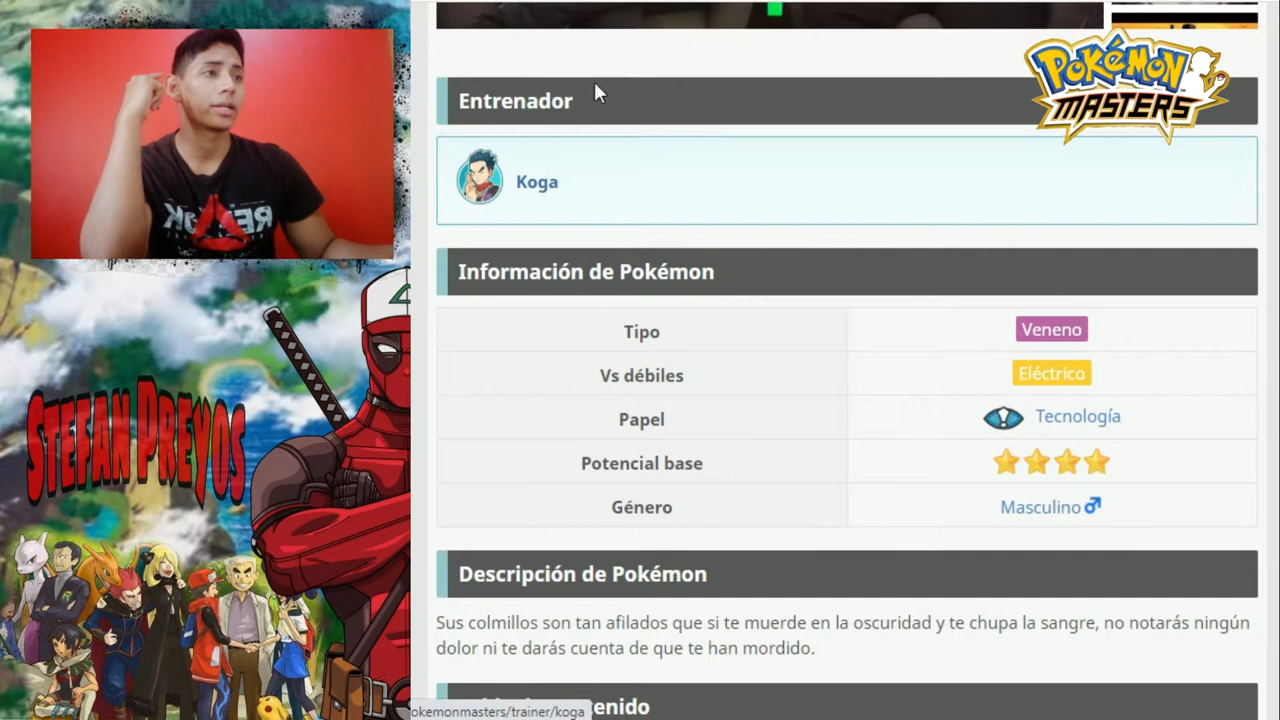 POKÉMON
MASTERS
Entrenador
Koga
Información de Pokémon
Tipo
Veneno
Vs débiles
Eléctrico
Papel
Tecnología
Potencial base
Género
Masculino
Descripción de Pokémon
Sus colmillos son tan afilados que si te muerde en la oscuridad y te chupa la sangre, no notarás ningún
dolor ni te darás cuenta de que te han mordido.
enido
okemonmasters/trainer/koga
STEFAN PREYOS